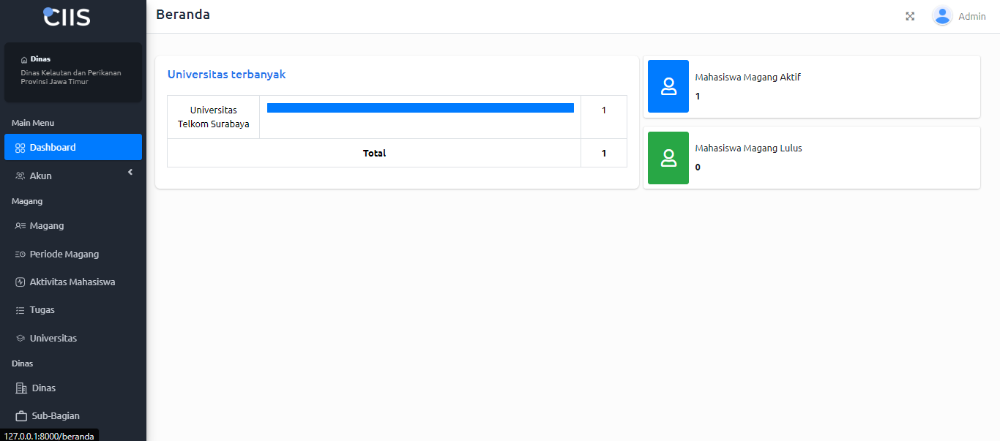 CIIS
Beranda
Admin
Dinas
Dinas Kelautan dan Perikanan
Provinsi Jawa Timur
Main Menu
Dashboard
Akun
Magang
Magang
Periode Magang
Aktivitas Mahasiswa
Tugas
Universitas
Dinas
Dinas
Sub-Bagian
127.0.0.1:8000/beranda
Universitas terbanyak
Universitas
Telkom Surabaya
1
Total
1
Mahasiswa Magang Aktif
1
Mahasiswa Magang Lulus
0